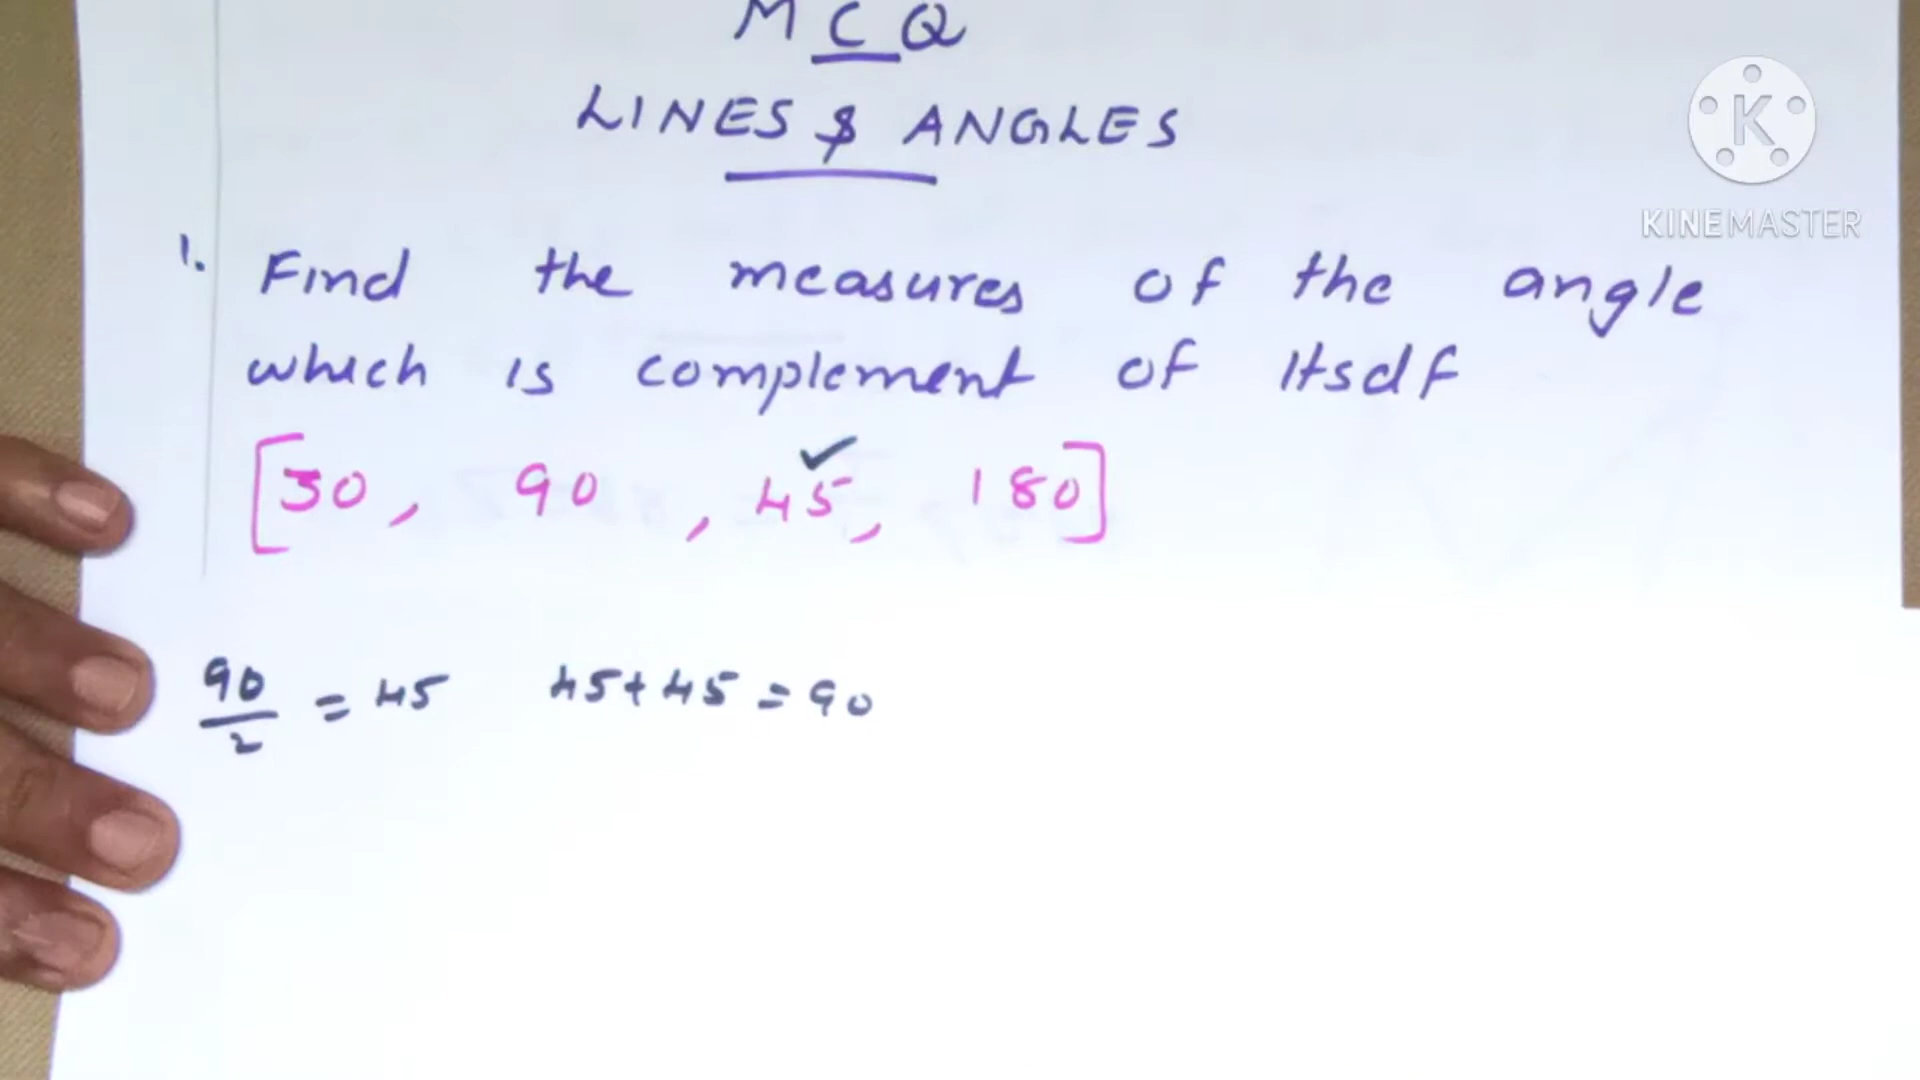 MCQ
LINES & ANGLES
KINEMASTER
1. Find the measures of the angle
which is complement of itself
[30, 90, 45, 180]
90/2 = 45 45+45=90